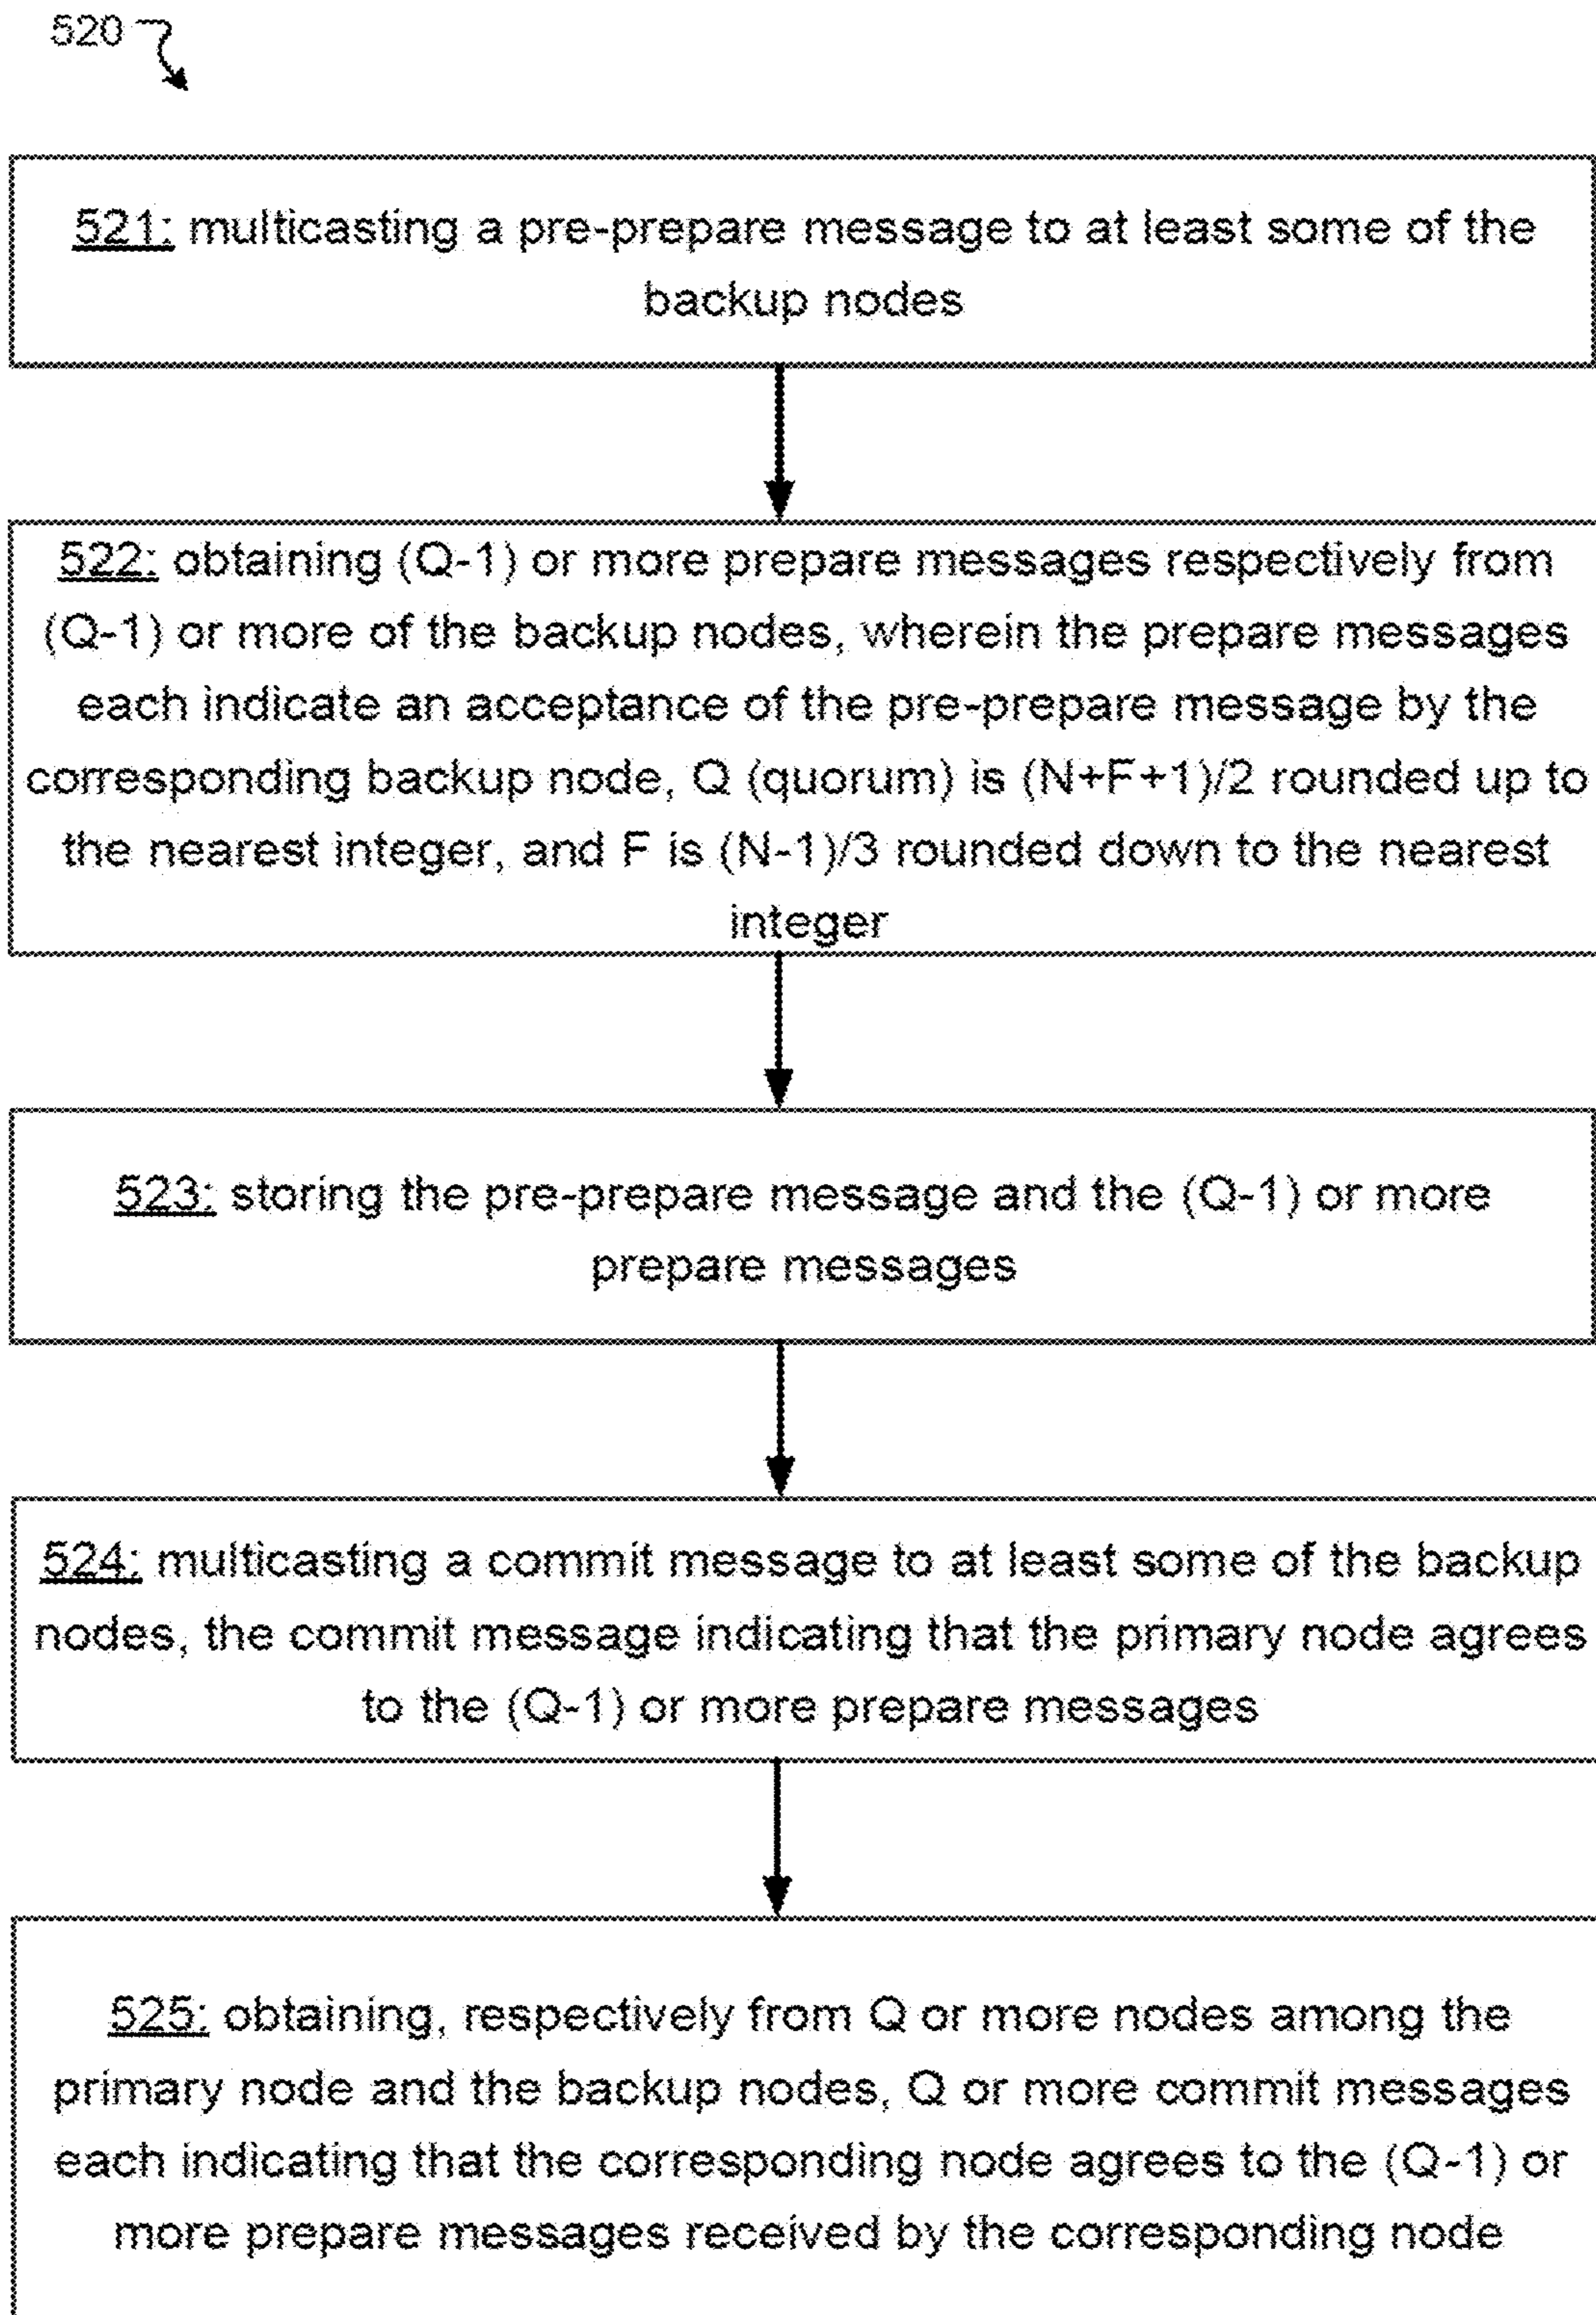 520
521: multicasting a pre-prepare message to at least some of the
backup nodes
522: obtaining (Q-1) or more prepare messages respectively from
(Q-1) or more of the backup nodes, wherein the prepare messages
each indicate an acceptance of the pre-prepare message by the
corresponding backup node, Q (quorum) is (N+F+1)/2 rounded up to
the nearest integer, and F is (N-1)/3 rounded down to the nearest
integer
523: storing the pre-prepare message and the (Q-1) or more
prepare messages
524: multicasting a commit message to at least some of the backup
nodes, the commit message indicating that the primary node agrees
to the (Q-1) or more prepare messages
525: obtaining, respectively from Q or more nodes among the
primary node and the backup nodes, Q or more commit messages
each indicating that the corresponding node agrees to the (Q-1) or
more prepare messages received by the corresponding node